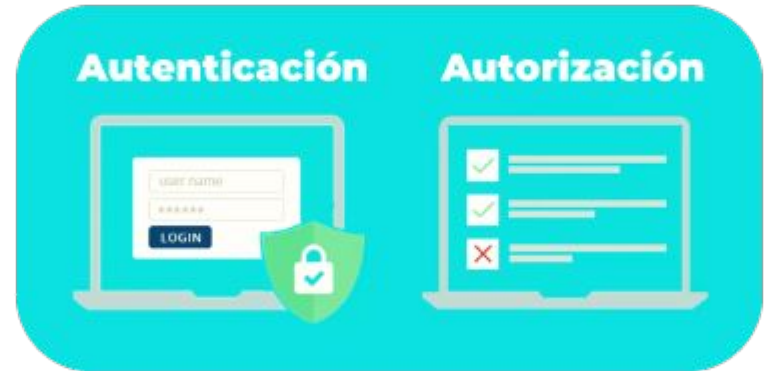 Autenticación
Autorización
user name
******
LOGIN